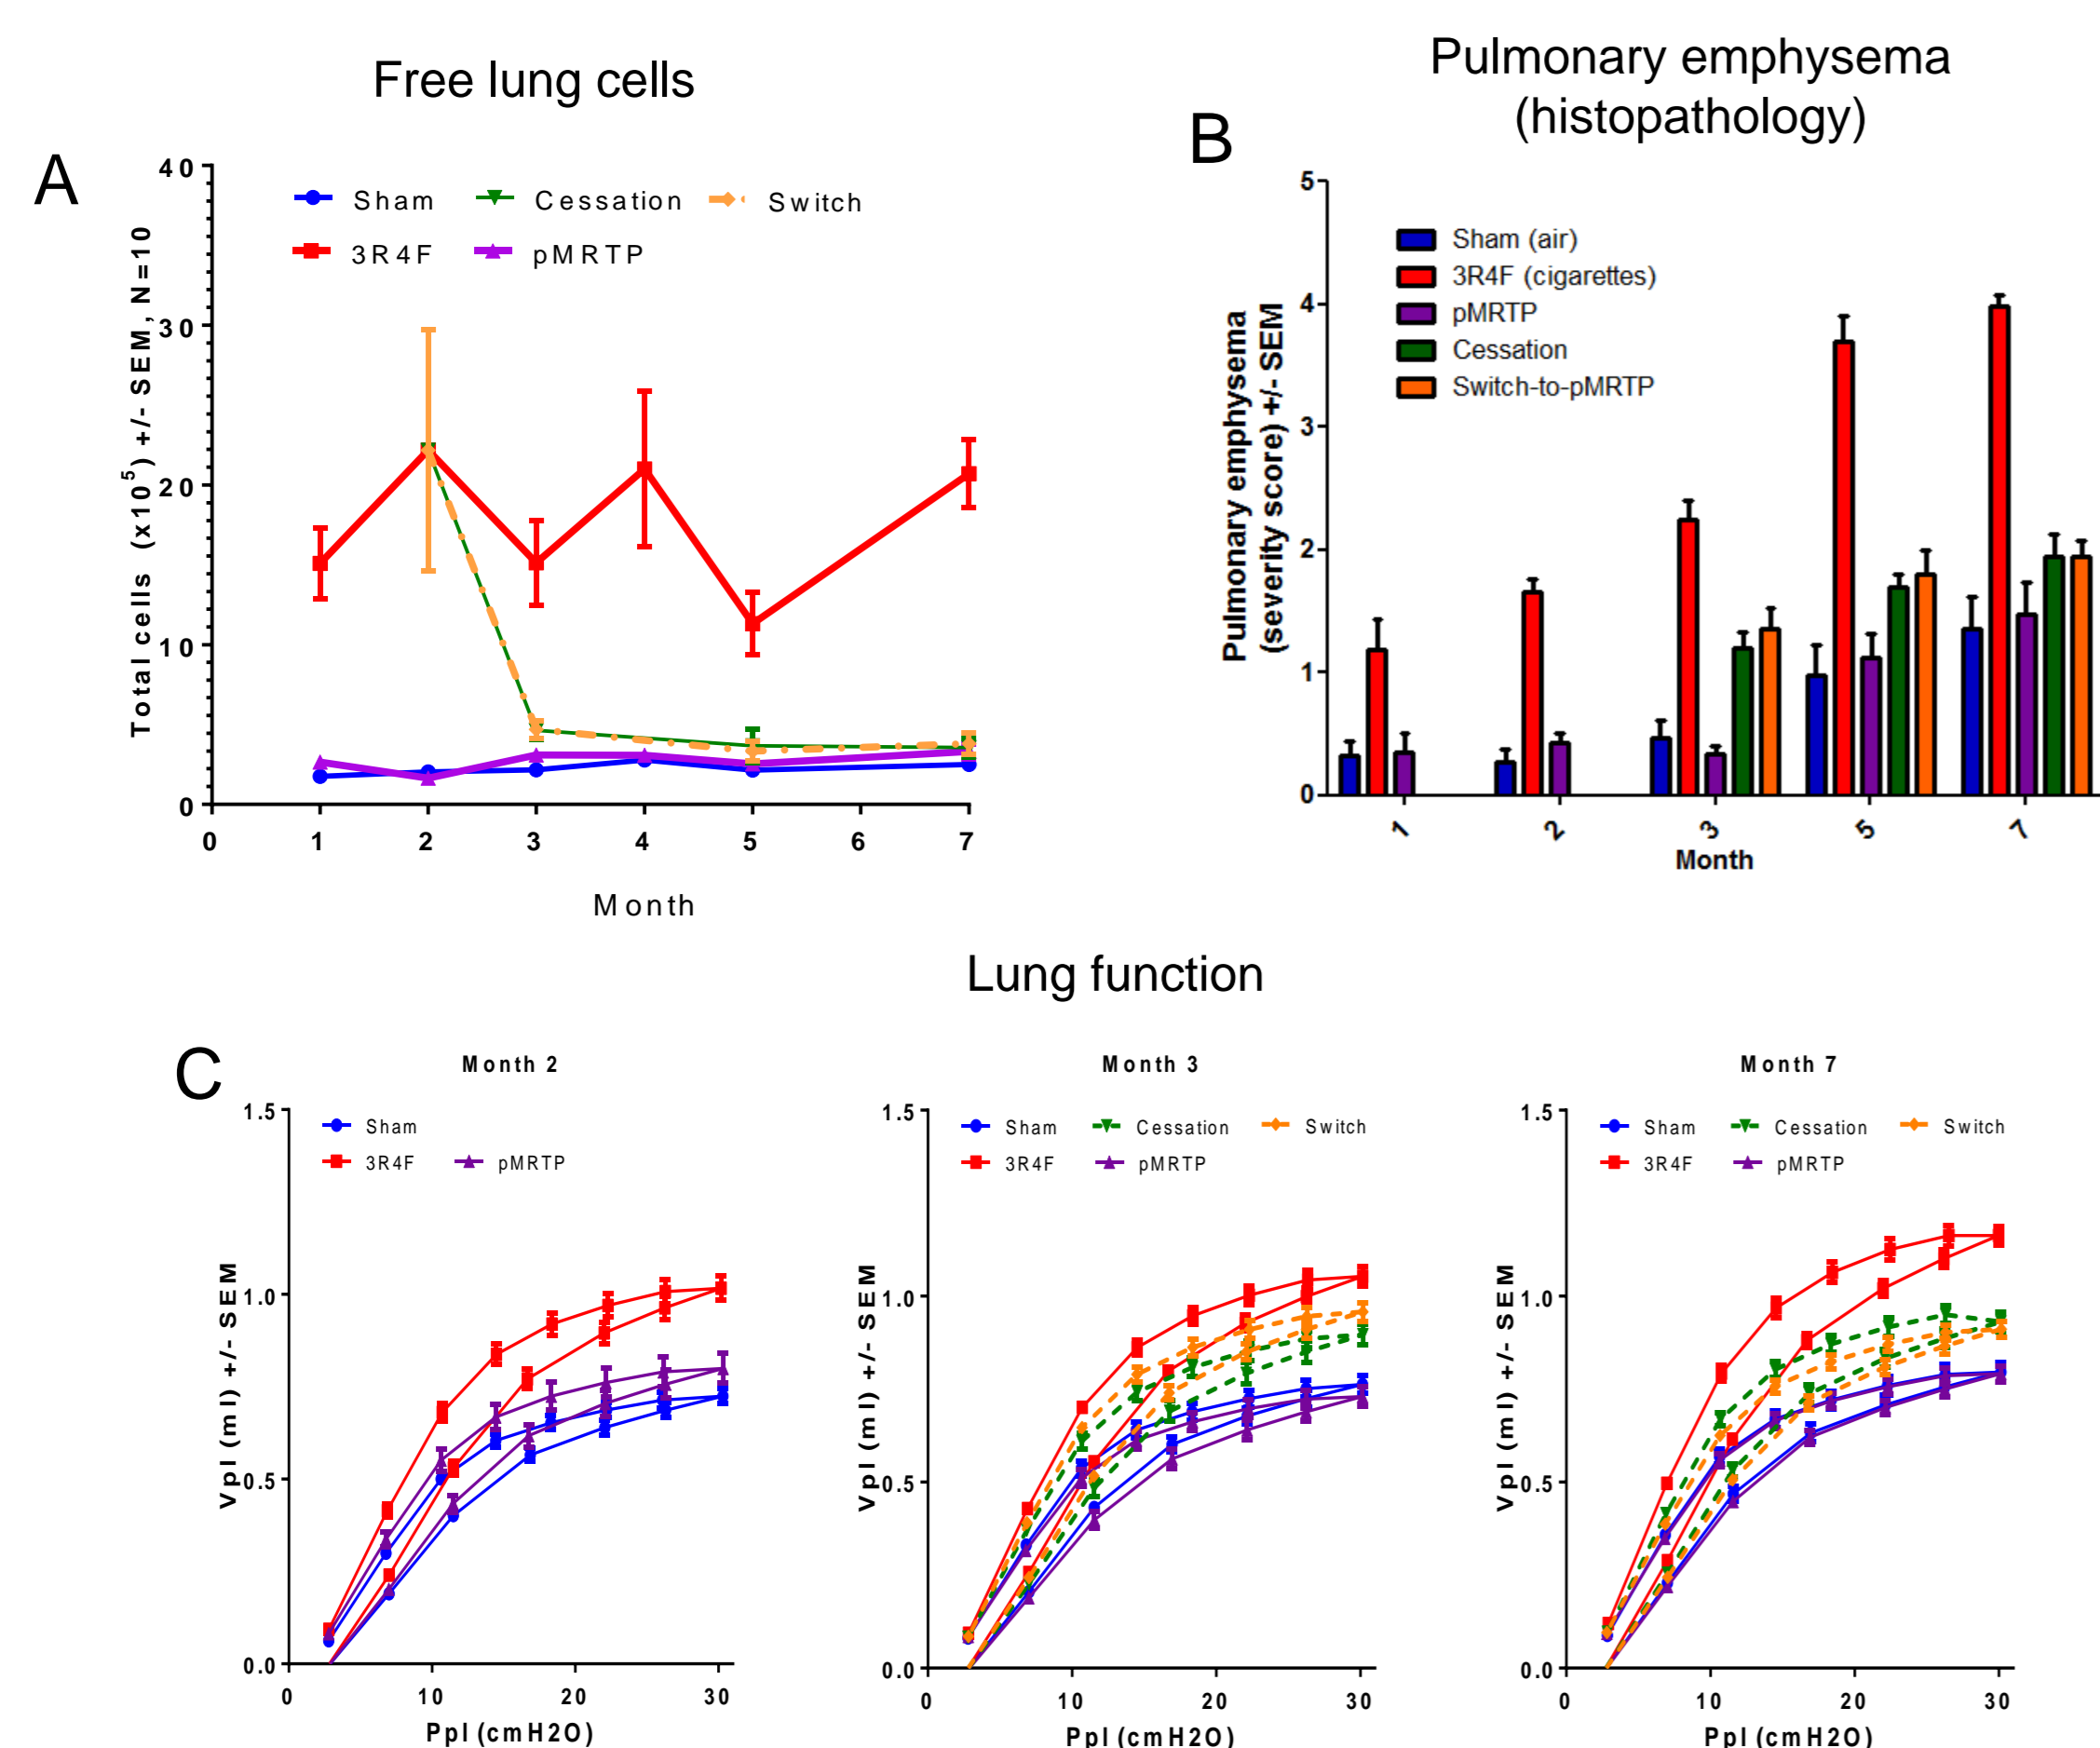 Free lung cells
A
Total cells (x10⁵) +/- SEM, N=10
40
30
20
10
0
Sham
Cessation
Switch
3R4F
pMRTP
0 1 2 3 4 5 6 7
Month
Pulmonary emphysema
(histopathology)
B
Pulmonary emphysema
(severity score) +/- SEM
5
4
3
2
1
0
Sham (air)
3R4F (cigarettes)
pMRTP
Cessation
Switch-to-pMRTP
1 2 3 5 7
Month
Lung function
C
Month 2
Vpl (ml) +/- SEM
1.5
1.0
0.5
0.0
Sham
3R4F pMRTP
0 10 20 30
Ppl (cmH2O)
Month 3
Vpl (ml) +/- SEM
1.5
1.0
0.5
0.0
Sham Cessation Switch
3R4F pMRTP
0 10 20 30
Ppl (cmH2O)
Month 7
Vpl (ml) +/- SEM
1.5
1.0
0.5
0.0
Sham Cessation Switch
3R4F pMRTP
0 10 20 30
Ppl (cmH2O)